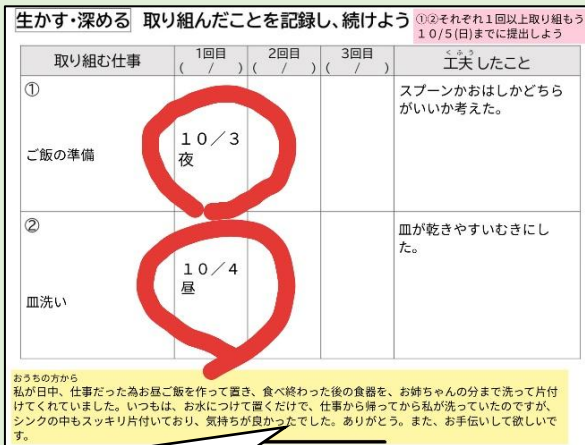 生かす・深める 取り組んだことを記録し、続けよう
①②それぞれ1回以上取り組もう
10/5(日)までに提出しよう
取り組む仕事
1回目
( / )
2回目
( / )
3回目
( / )
くふう
工夫したこと
①
ご飯の準備
10/3
夜
スプーンかおはしかどちら
がいいか考えた。
②
皿洗い
10/4
昼
皿が乾きやすいむきにし
た。
おうちの方から
私が日中、仕事だった為お昼ご飯を作って置き、食べ終わった後の食器を、お姉ちゃんの分まで洗って片付
けてくれていました。いつもは、お水につけて置くだけで、仕事から帰ってから私が洗っていたのですが、
シンクの中もスッキリ片付いており、気持ちが良かったでした。ありがとう。また、お手伝いして欲しいで
す。